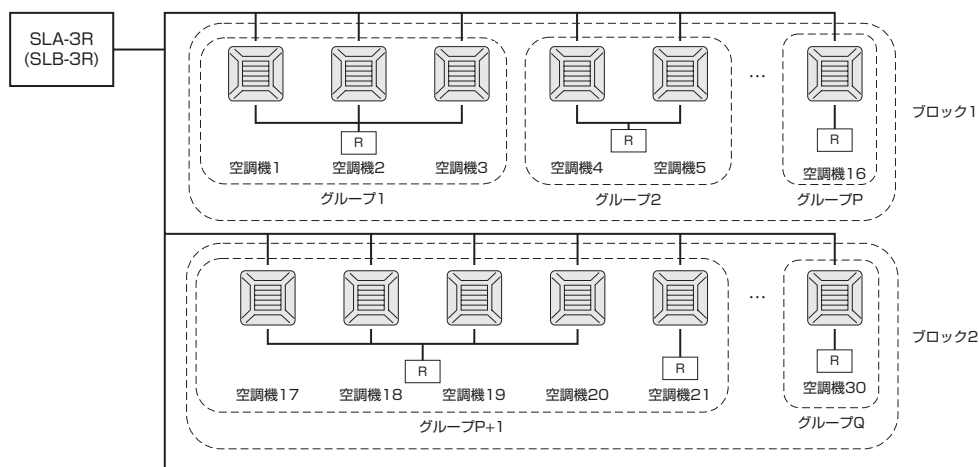 SLA-3R
(SLB-3R)
…
ブロック1
R
R
R
空調機1
空調機2
空調機3
空調機4
空調機5
空調機16
グループ1
グループ2
グループP
…
ブロック2
R
R
R
空調機17
空調機18
空調機19
空調機20
空調機21
空調機30
グループP+1
グループQ